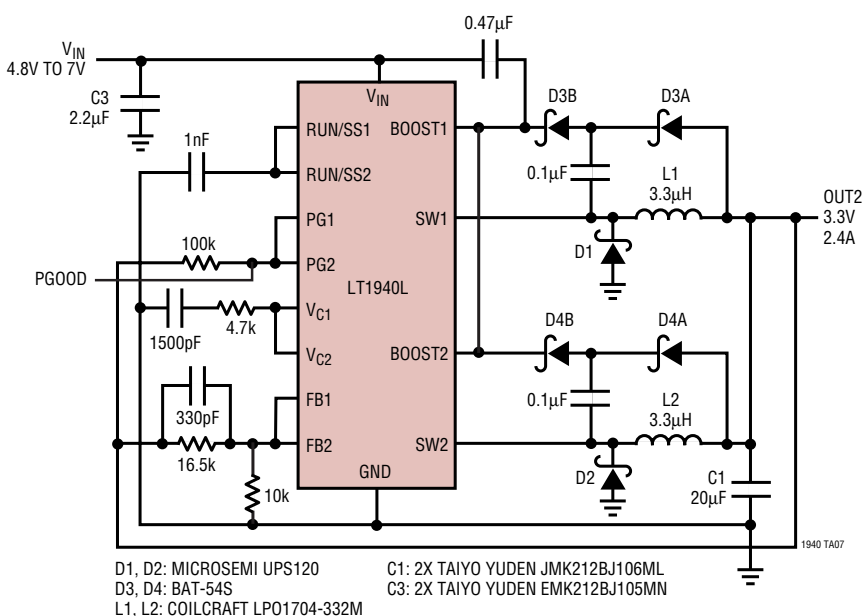 0.47µF
VIN
4.8V TO 7V
C3
2.2µF
VIN
D3B
D3A
RUN/SS1
BOOST1
1nF
RUN/SS2
0.1µF
L1
3.3µH
OUT2
3.3V
2.4A
PG1
SW1
100k
PG2
D1
PGOOD
LT1940L
VC1
4.7k
1500pF
VC2
BOOST2
D4B
D4A
330pF
FB1
0.1µF
L2
3.3µH
16.5k
FB2
SW2
GND
D2
C1
20µF
10k
1940 TA07
D1, D2: MICROSEMI UPS120
C1: 2X TAIYO YUDEN JMK212BJ106ML
D3, D4: BAT-54S
C3: 2X TAIYO YUDEN EMK212BJ105MN
L1, L2: COILCRAFT LPO1704-332M